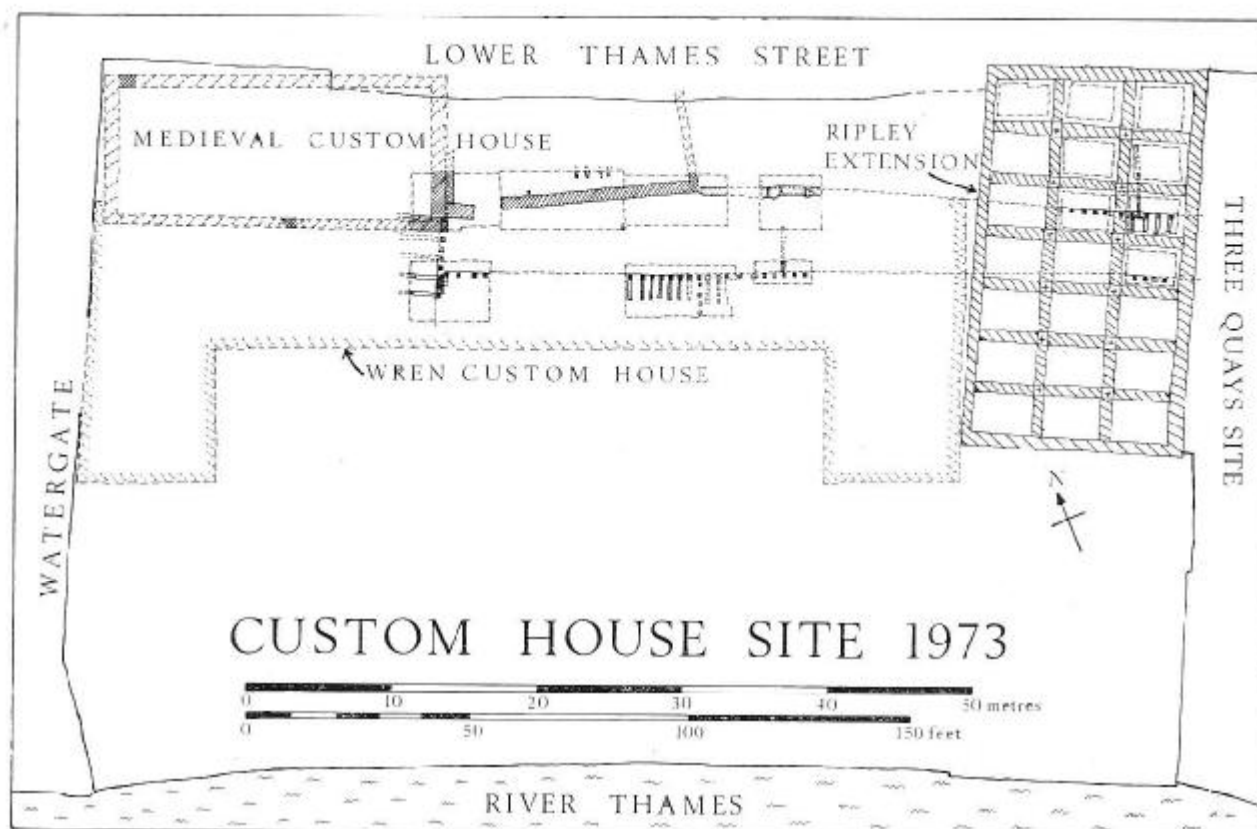 LOWER THAMES STREET
MEDIEVAL CUSTOM HOUSE
RIPLEY
EXTENSION
THREE QUAYS SITE
WREN CUSTOM HOUSE
WATERGATE
N
CUSTOM HOUSE SITE 1973
0 10 20 30 40 50 metres
0 50 100 150 feet
RIVER THAMES